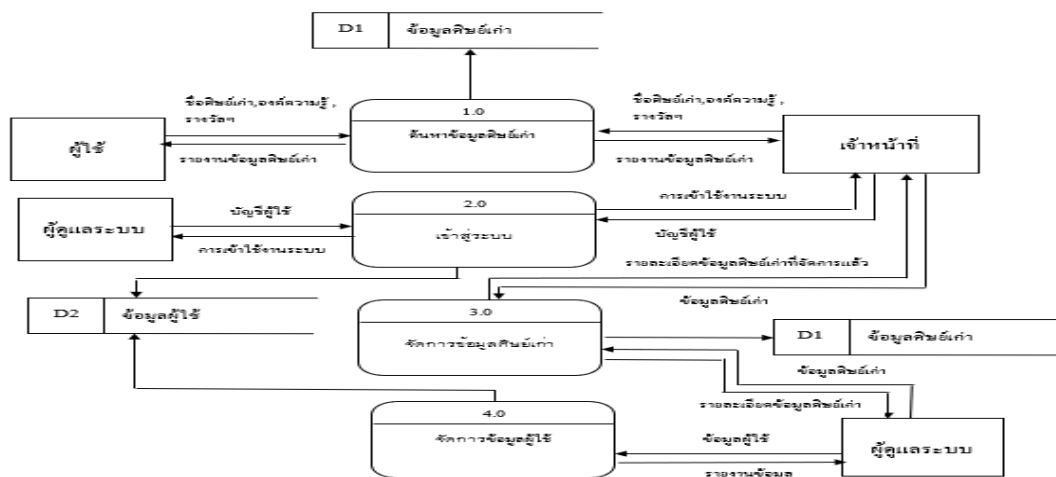 D1 ข้อมูลศิษย์เก่า
ชื่อศิษย์เก่า,องค์ความรู้ ,
รางวัลฯ
ผู้ใช้
รายงานข้อมูลศิษย์เก่า
1.0
ค้นหาข้อมูลศิษย์เก่า
ชื่อศิษย์เก่า,องค์ความรู้ ,
รางวัลฯ
รายงานข้อมูลศิษย์เก่า
เจ้าหน้าที่
ผู้ดูแลระบบ
บัญชีผู้ใช้
การเข้าใช้งานระบบ
2.0
เข้าสู่ระบบ
การเข้าใช้งานระบบ
บัญชีผู้ใช้
รายละเอียดข้อมูลศิษย์เก่าที่จัดการแล้ว
ข้อมูลศิษย์เก่า
D2 ข้อมูลผู้ใช้
3.0
จัดการข้อมูลศิษย์เก่า
D1 ข้อมูลศิษย์เก่า
ข้อมูลศิษย์เก่า
รายละเอียดข้อมูลศิษย์เก่า
4.0
จัดการข้อมูลผู้ใช้
ข้อมูลผู้ใช้
รายงานข้อมูล
ผู้ดูแลระบบ